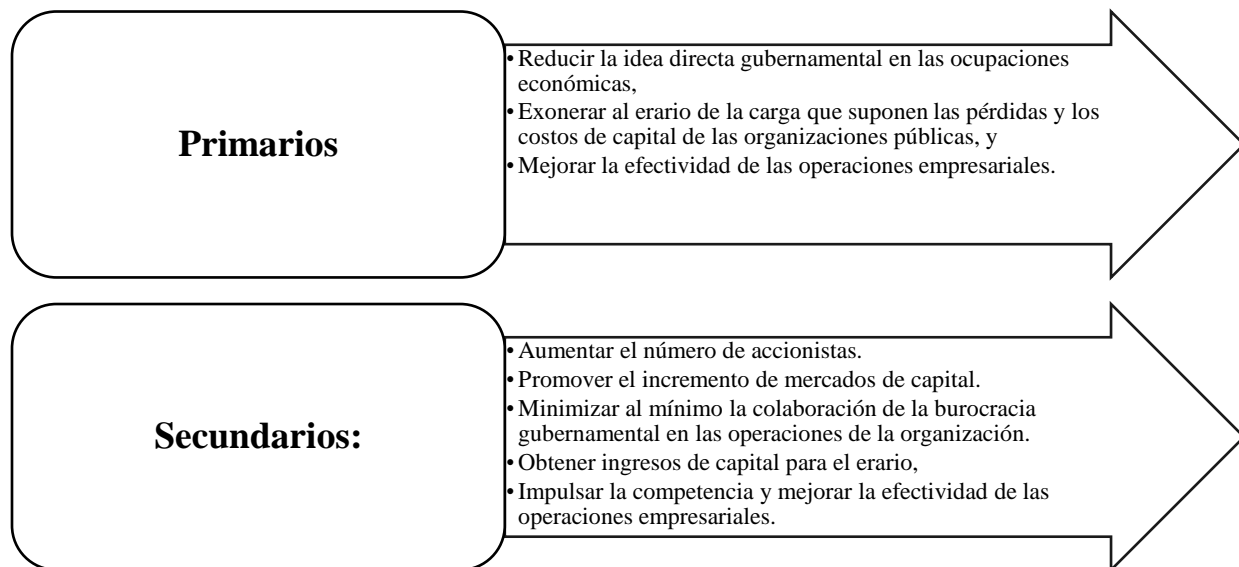 Primarios
•Reducir la idea directa gubernamental en las ocupaciones
económicas,
•Exonerar al erario de la carga que suponen las pérdidas y los
costos de capital de las organizaciones públicas, y
•Mejorar la efectividad de las operaciones empresariales.
Secundarios:
•Aumentar el número de accionistas.
•Promover el incremento de mercados de capital.
•Minimizar al mínimo la colaboración de la burocracia
gubernamental en las operaciones de la organización.
•Obtener ingresos de capital para el erario,
•Impulsar la competencia y mejorar la efectividad de las
operaciones empresariales.